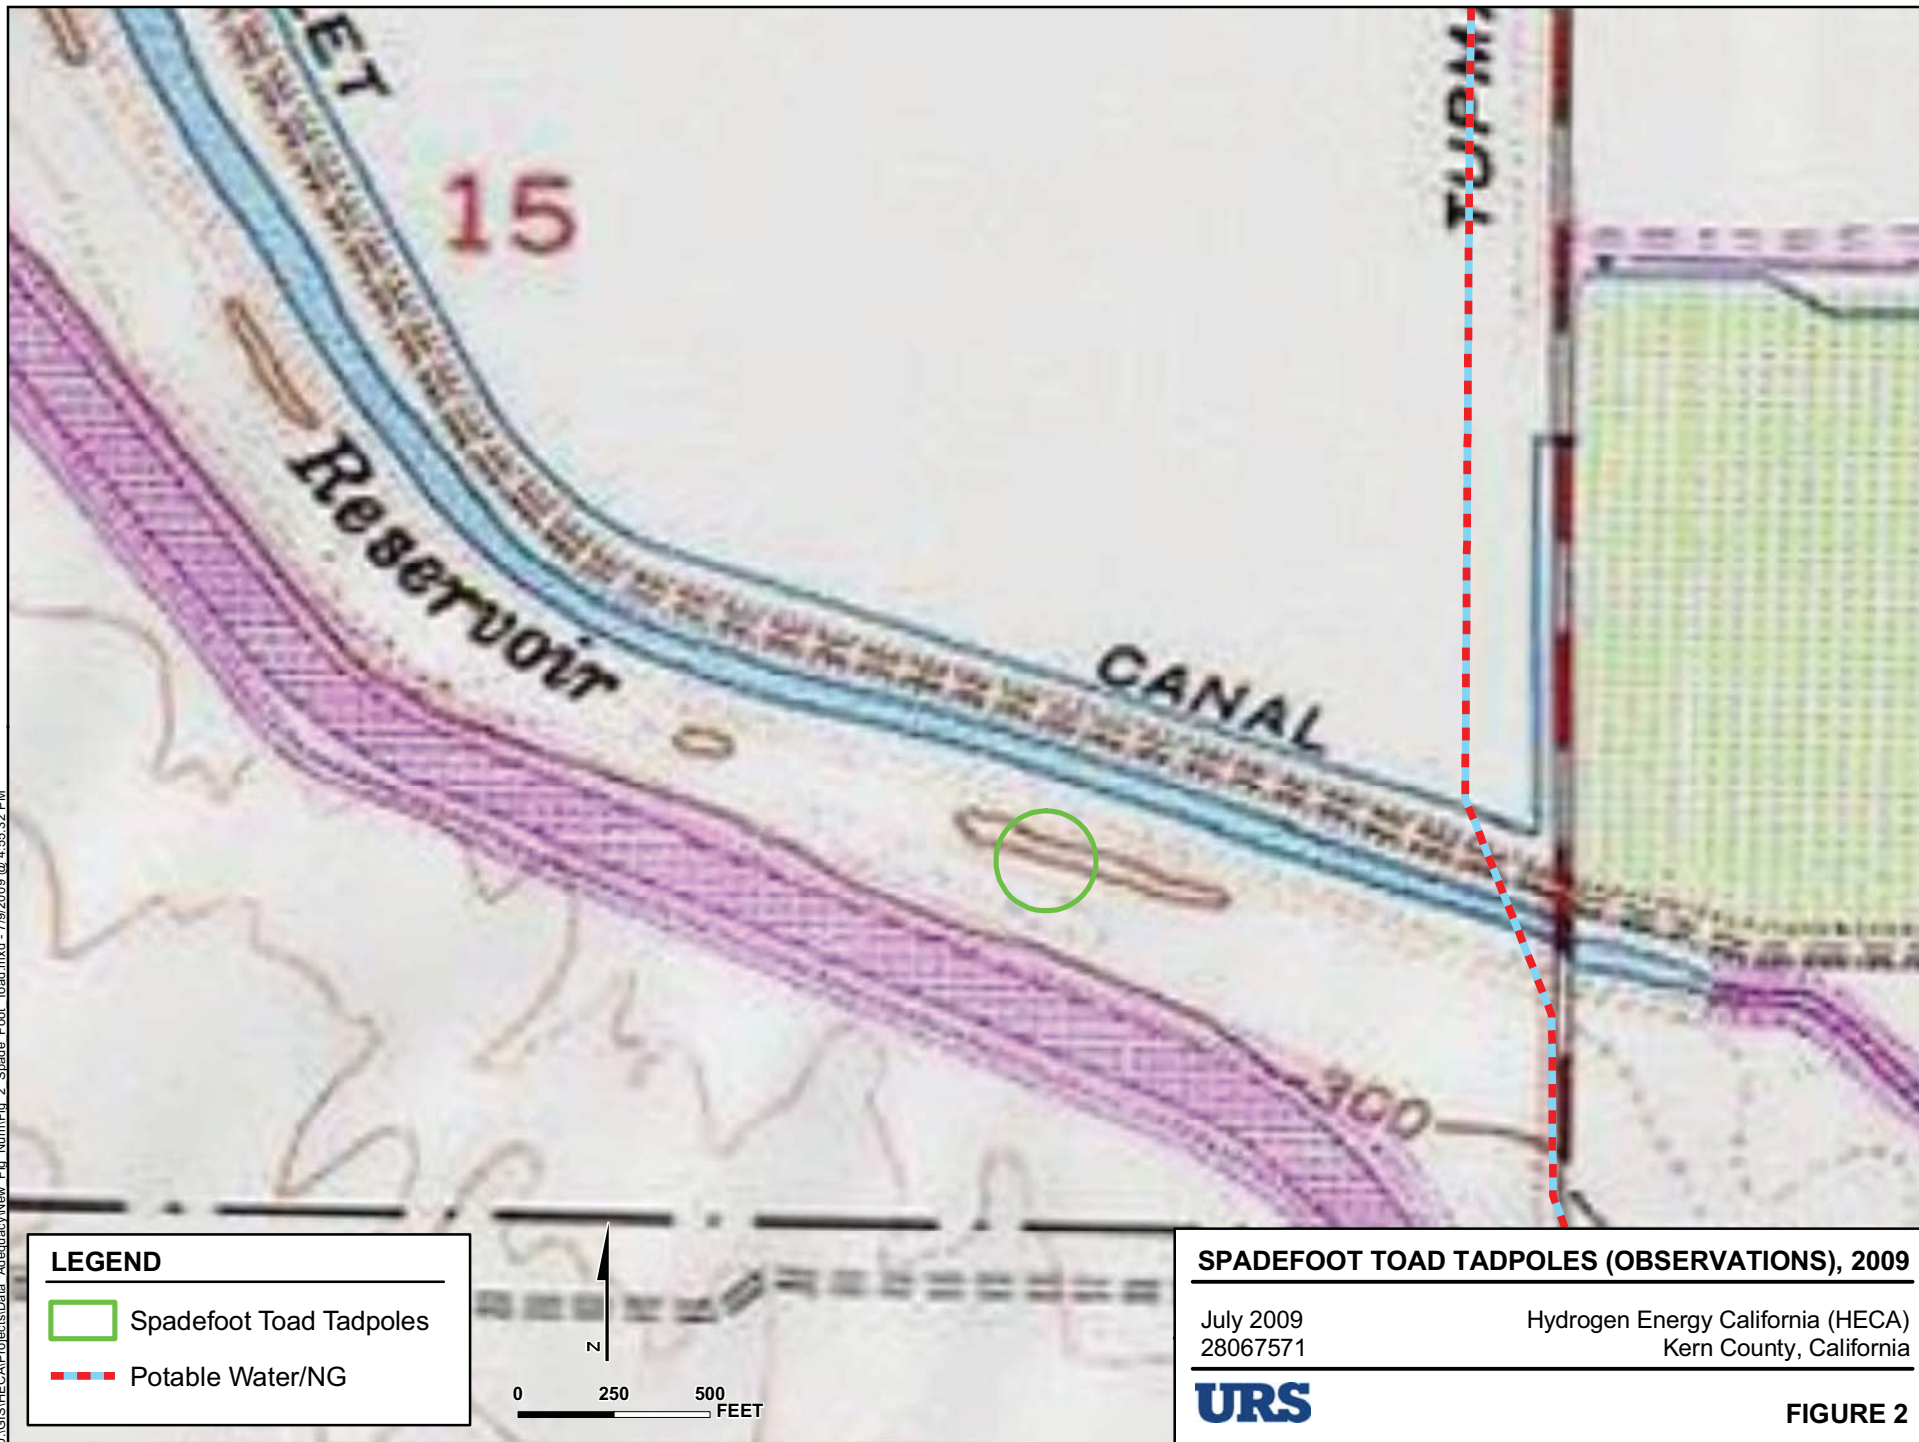 ET
15
Reservoir
CANAL
300
LEGEND
Spadefoot Toad Tadpoles
Potable Water/NG
N
0 250 500
FEET
SPADEFOOT TOAD TADPOLES (OBSERVATIONS), 2009
July 2009
28067571
Hydrogen Energy California (HECA)
Kern County, California
URS
FIGURE 2